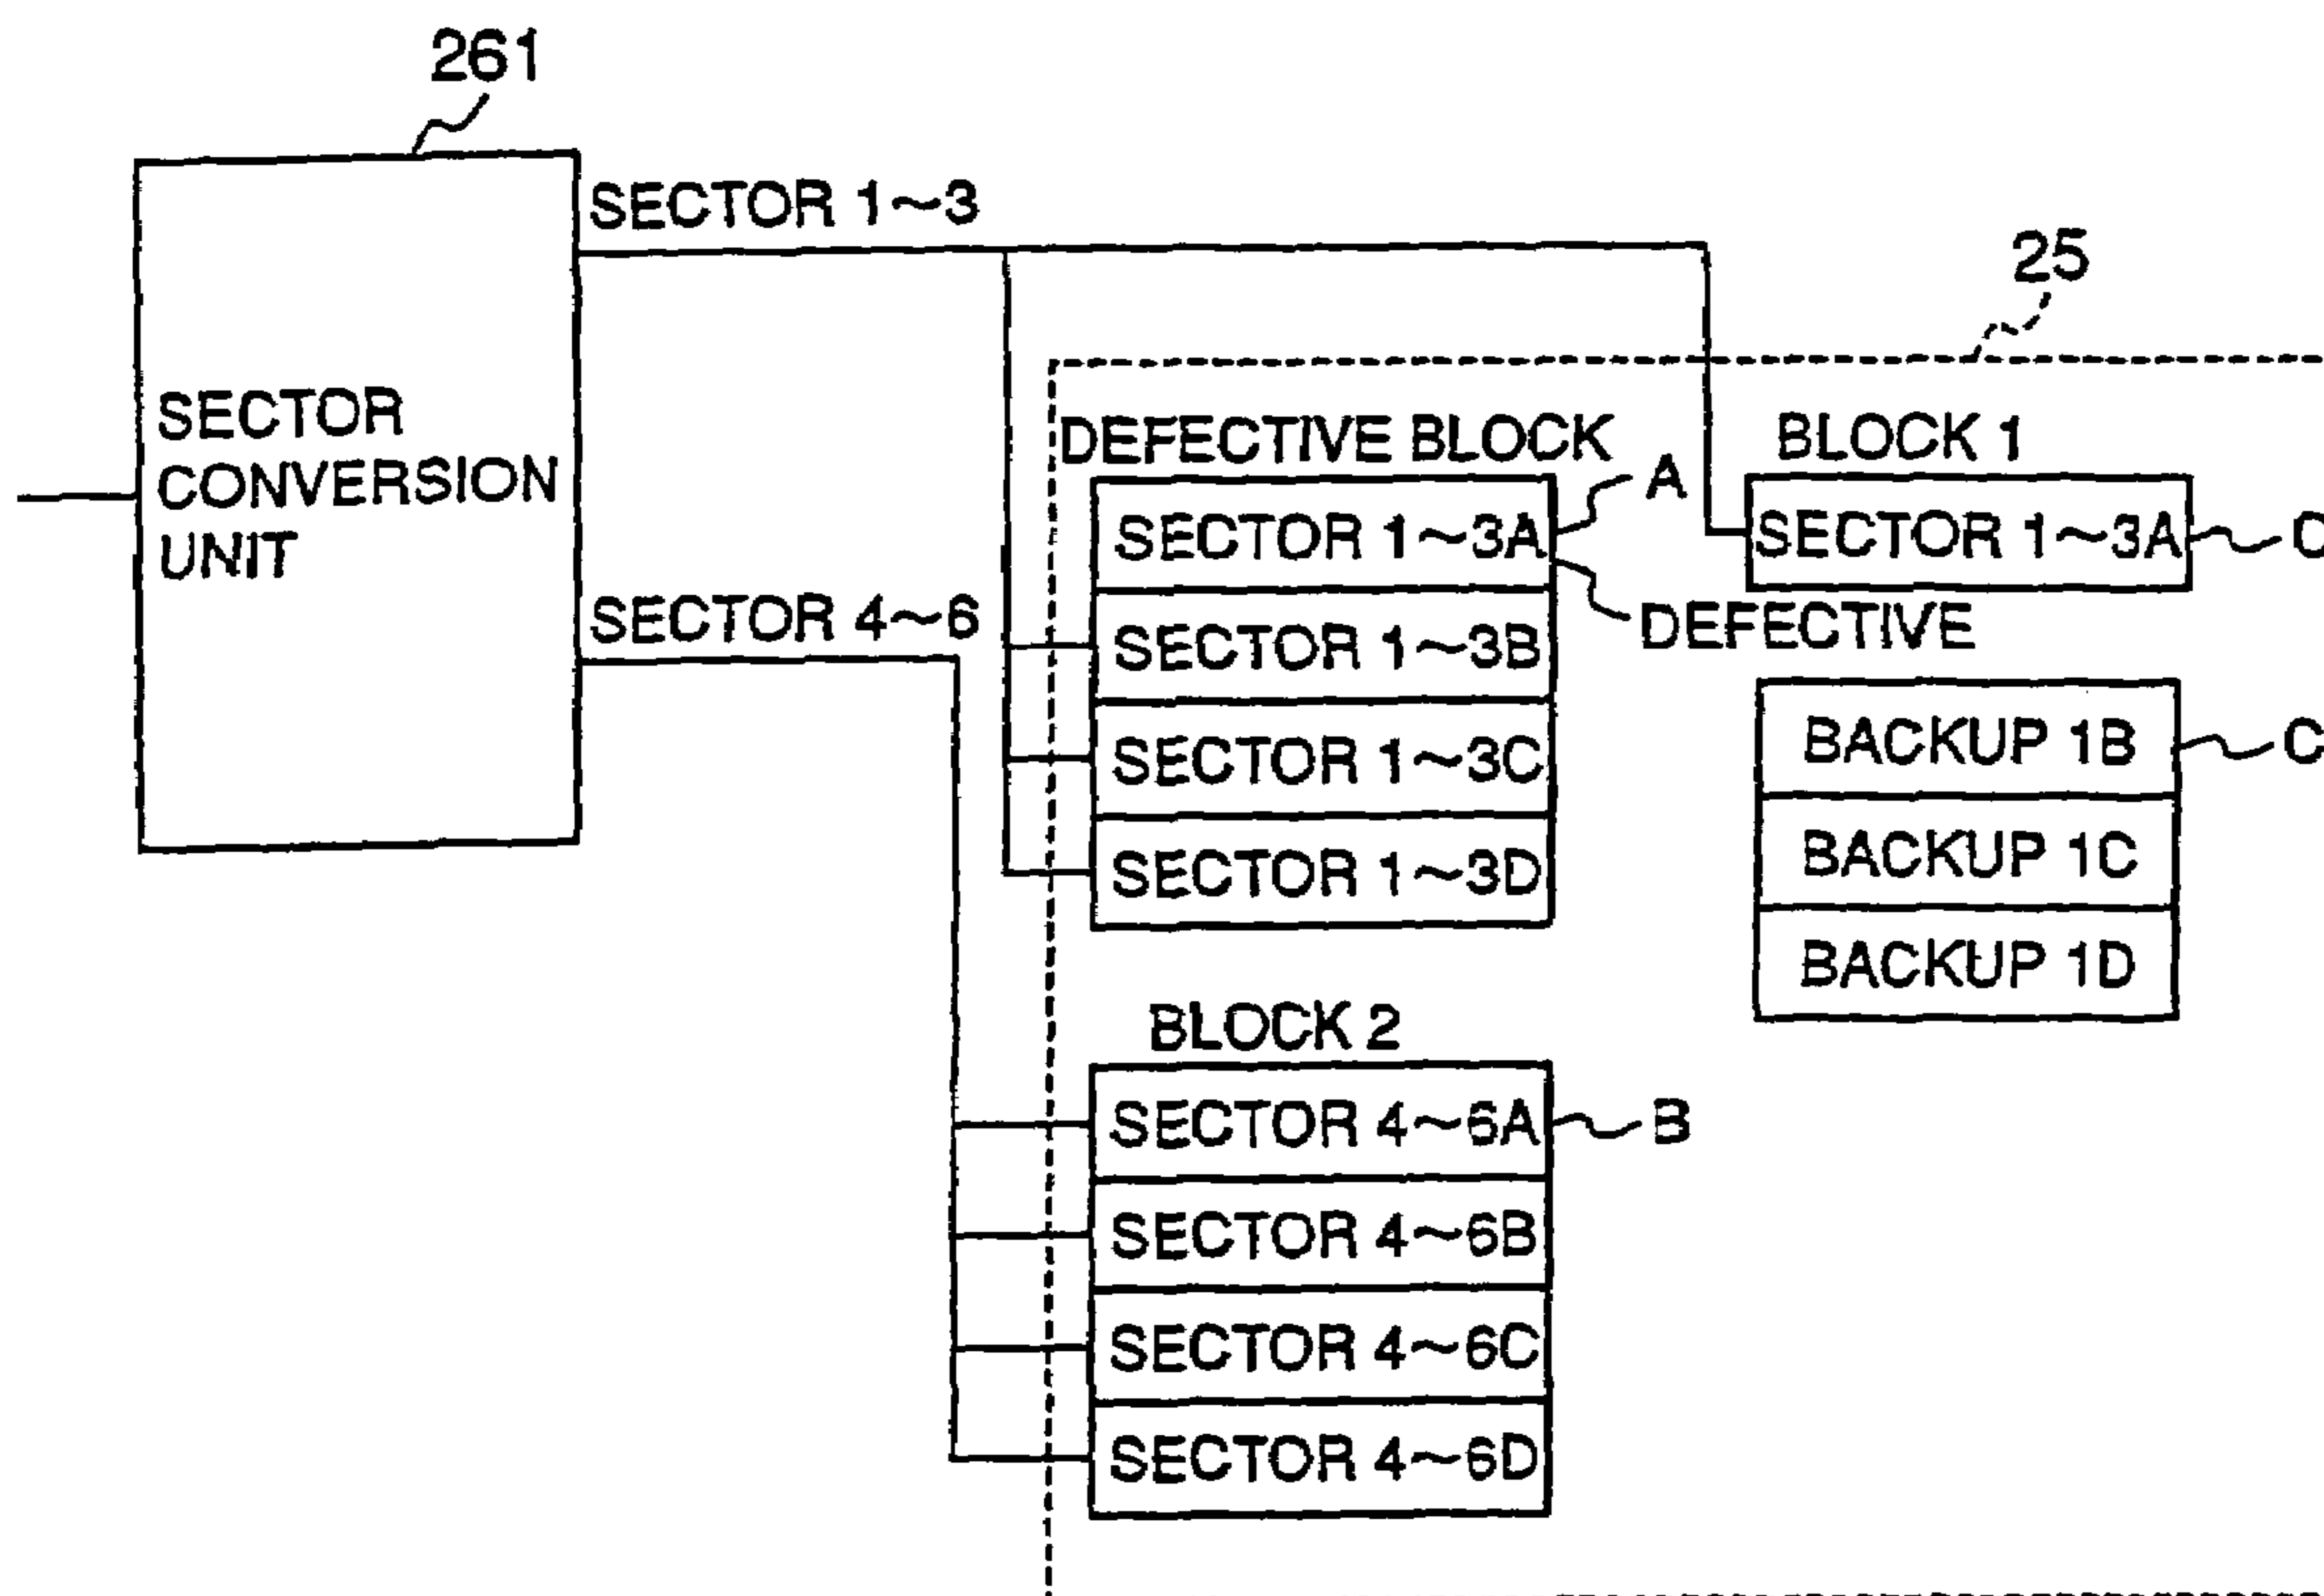 261
SECTOR 1~3
25
SECTOR
CONVERSION
UNIT
DEFECTIVE BLOCK
A
BLOCK 1
SECTOR 1~3A
SECTOR 1~3A
DEFECTIVE
SECTOR 4~6
SECTOR 1~3B
SECTOR 1~3C
SECTOR 1~3D
BACKUP 1B
C
BACKUP 1C
BACKUP 1D
BLOCK 2
SECTOR 4~6A
B
SECTOR 4~6B
SECTOR 4~6C
SECTOR 4~6D